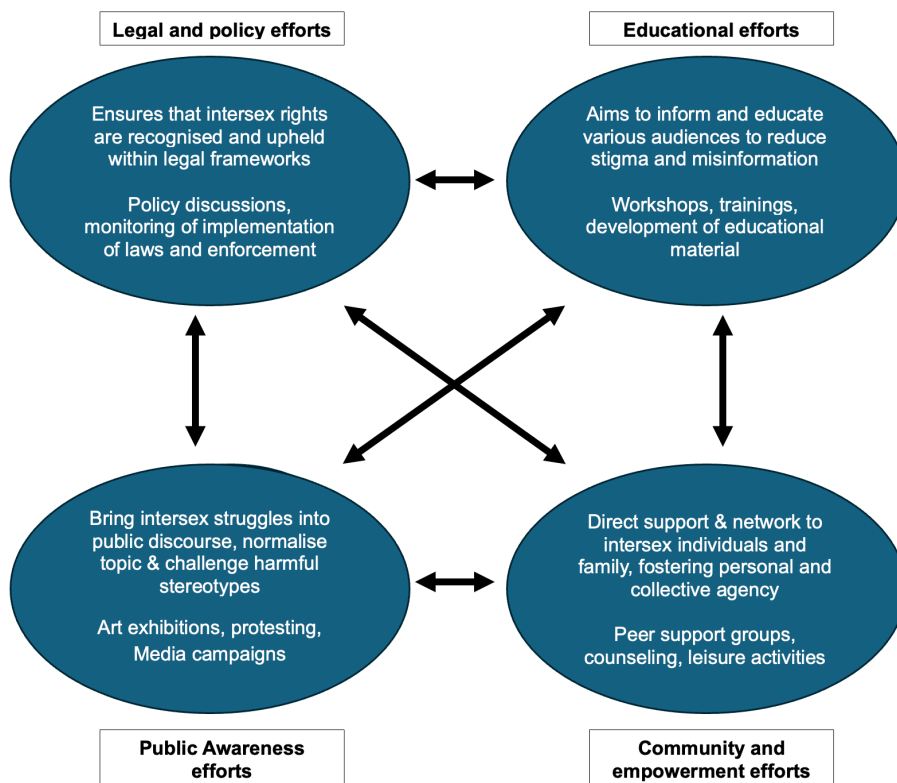 Legal and policy efforts
Educational efforts
Ensures that intersex rights
are recognised and upheld
within legal frameworks
Policy discussions,
monitoring of implementation
of laws and enforcement
Aims to inform and educate
various audiences to reduce
stigma and misinformation
Workshops, trainings,
development of educational
material
Bring intersex struggles into
public discourse, normalise
topic & challenge harmful
stereotypes
Art exhibitions, protesting,
Media campaigns
Direct support & network to
intersex individuals and
family, fostering personal and
collective agency
Peer support groups,
counseling, leisure activities
Public Awareness
efforts
Community and
empowerment efforts